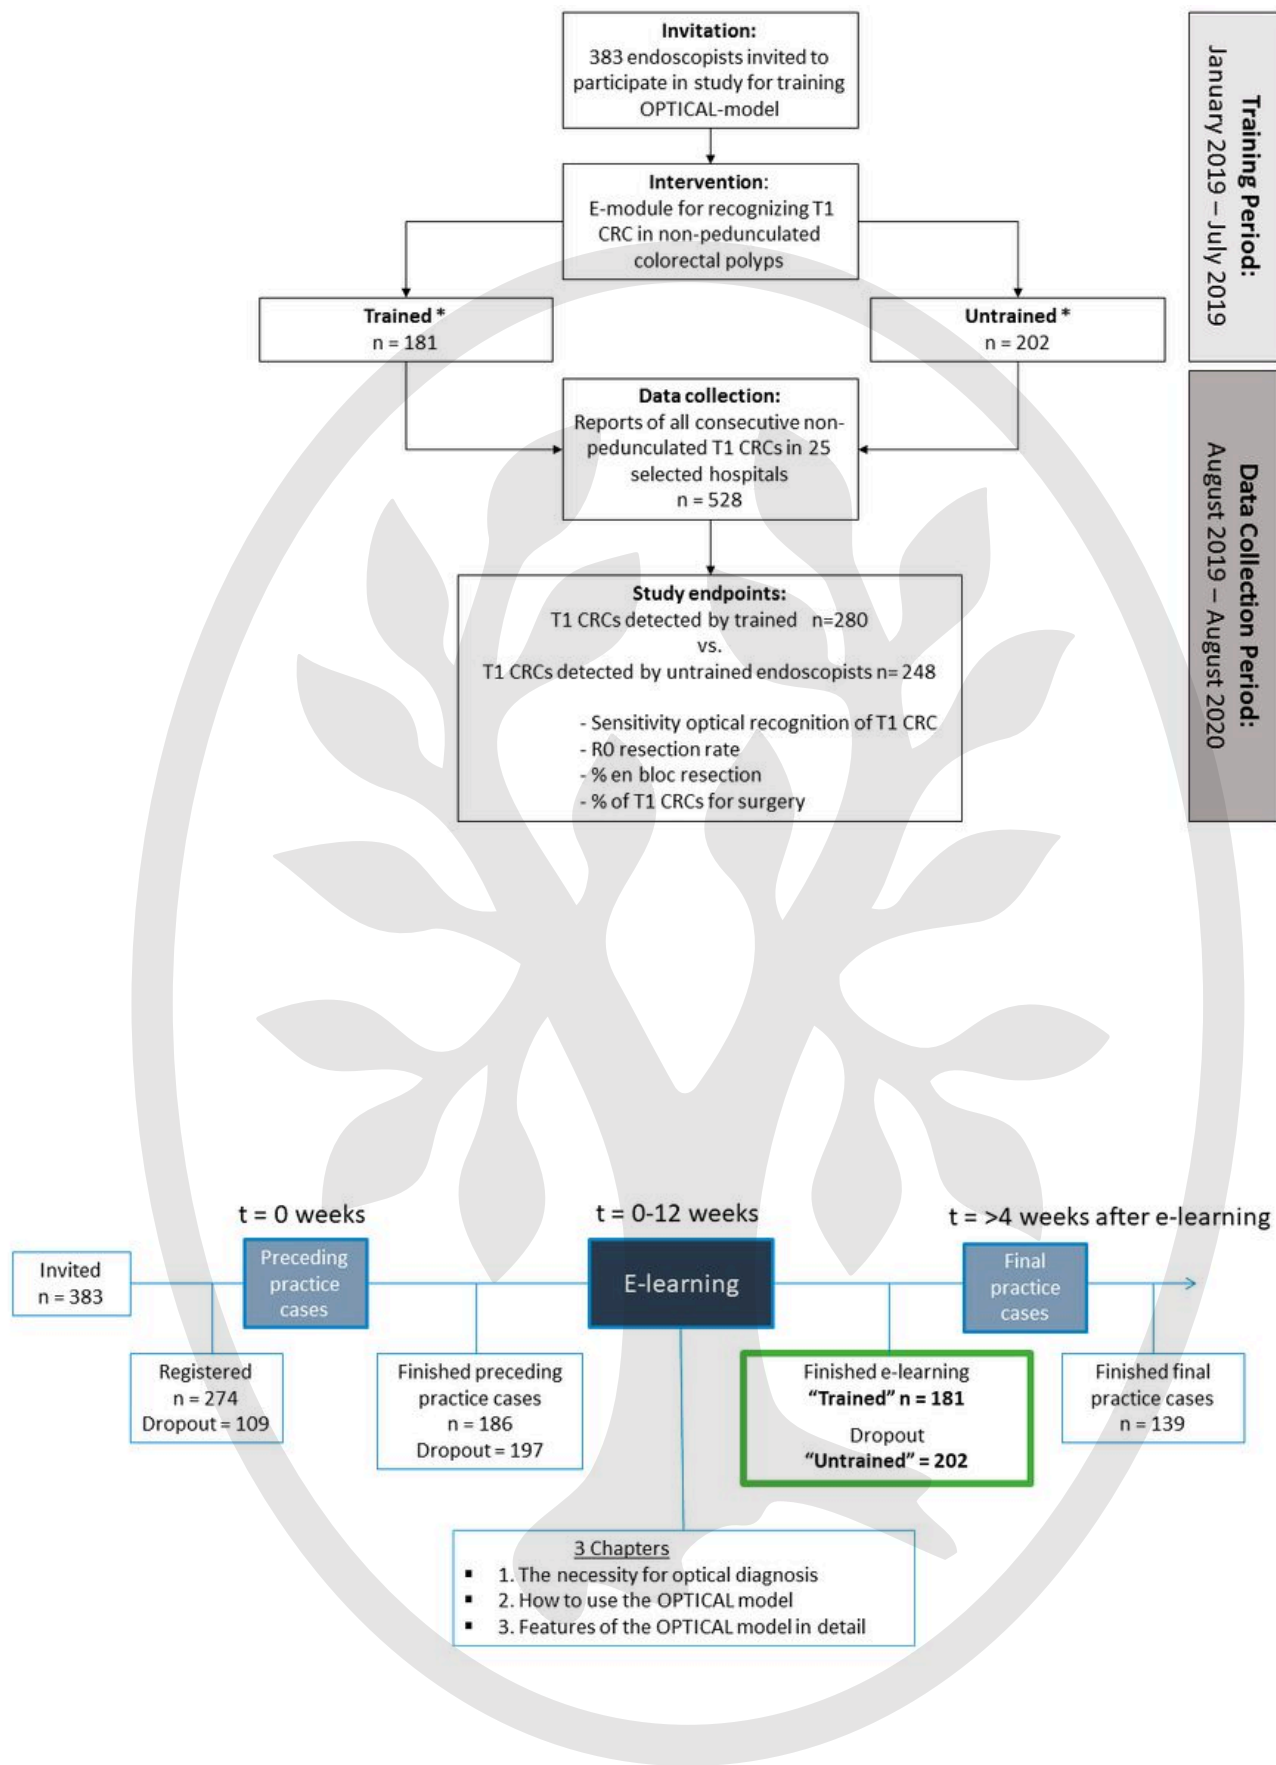 Invitation:
383 endoscopists invited to
participate in study for training
OPTICAL-model
Intervention:
E-module for recognizing T1
CRC in non-pedunculated
colorectal polyps
Trained *
n = 181
Untrained *
n = 202
Training Period:
January 2019 – July 2019
Data collection:
Reports of all consecutive non-
pedunculated T1 CRCs in 25
selected hospitals
n = 528
Study endpoints:
T1 CRCs detected by trained n=280
vs.
T1 CRCs detected by untrained endoscopists n= 248
- Sensitivity optical recognition of T1 CRC
- R0 resection rate
- % en bloc resection
- % of T1 CRCs for surgery
Data Collection Period:
August 2019 – August 2020
t = 0 weeks
t = 0-12 weeks
t = >4 weeks after e-learning
Invited
n = 383
Preceding
practice
cases
E-learning
Final
practice
cases
Registered
n = 274
Dropout = 109
Finished preceding
practice cases
n = 186
Dropout = 197
Finished e-learning
“Trained” n = 181
Dropout
“Untrained” = 202
Finished final
practice cases
n = 139
3 Chapters
▪ 1. The necessity for optical diagnosis
▪ 2. How to use the OPTICAL model
▪ 3. Features of the OPTICAL model in detail